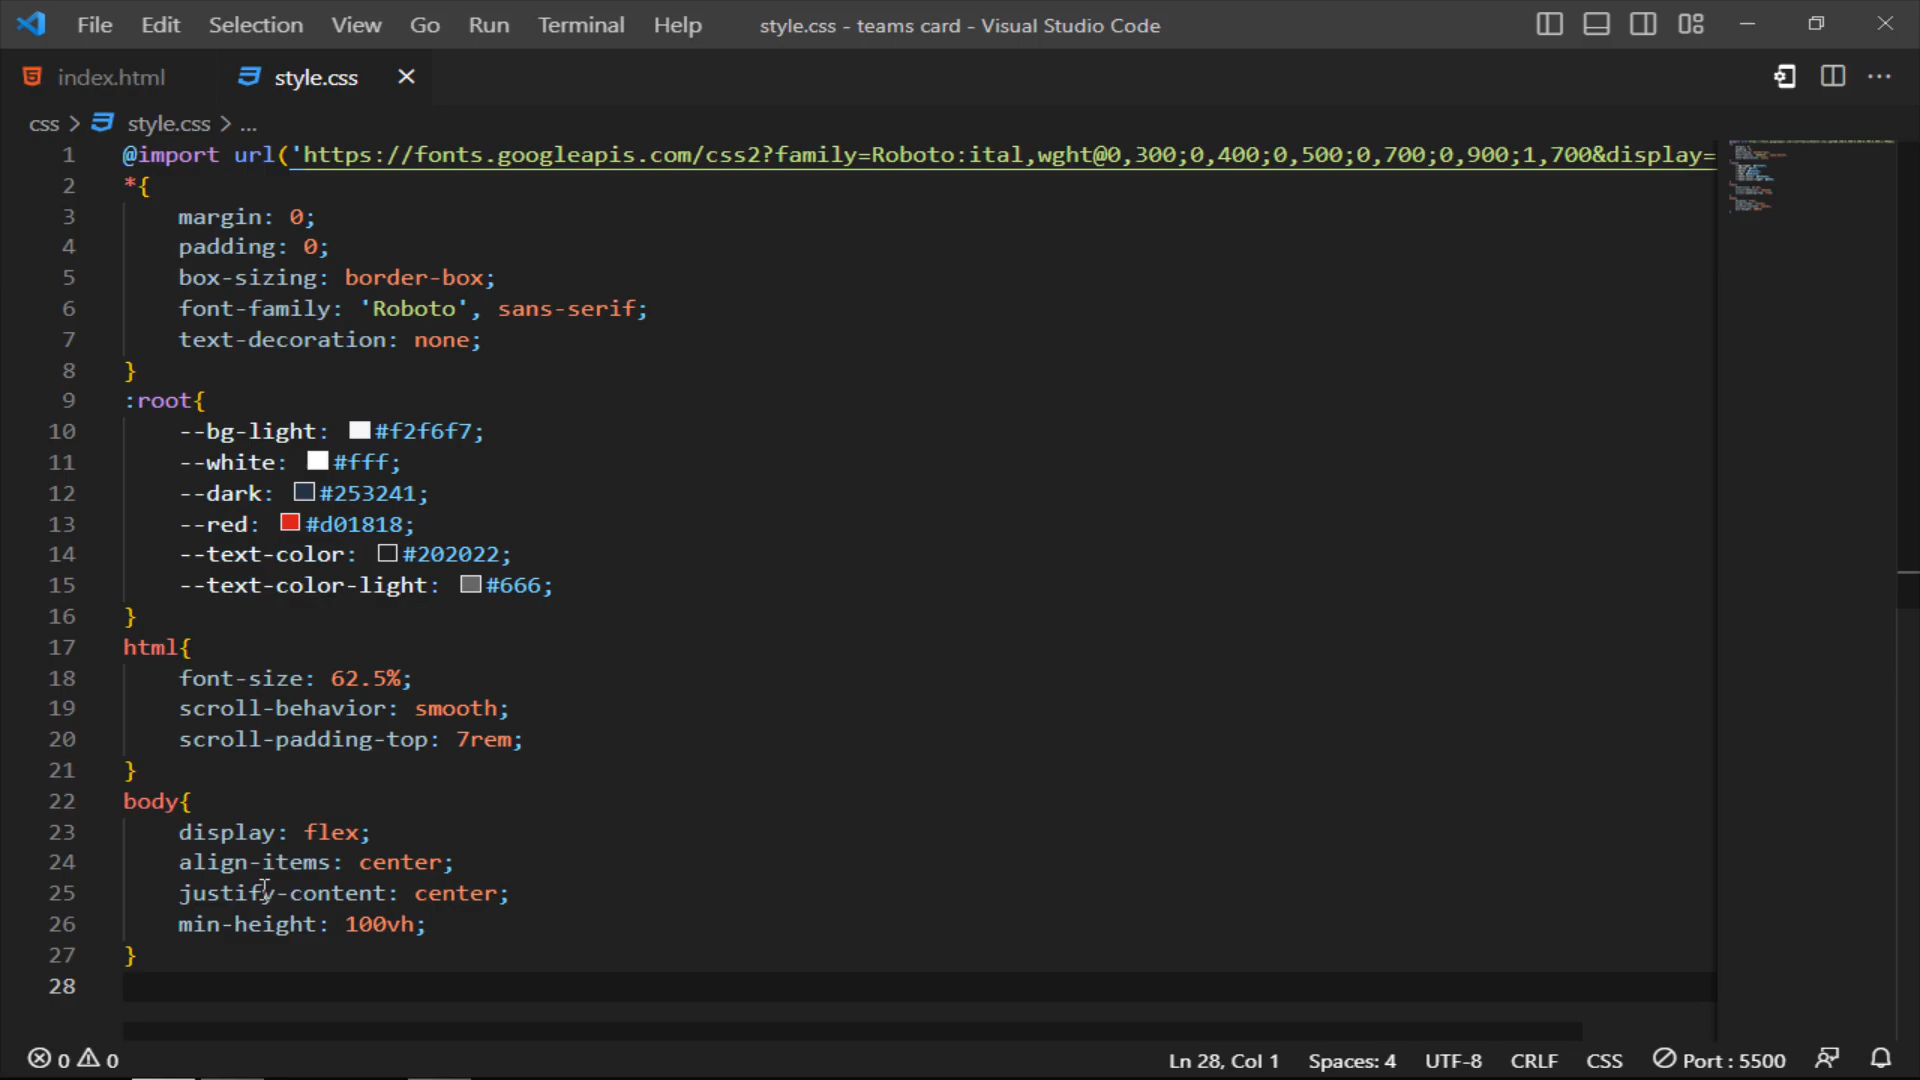 File Edit Selection View Go Run Terminal Help style.css - teams card - Visual Studio Code
index.html style.css
css > style.css > ...
1 @import url('https://fonts.googleapis.com/css2?family=Roboto:ital,wght@0,300;0,400;0,500;0,700;0,900;1,700&display=
2 *{
3 margin: 0;
4 padding: 0;
5 box-sizing: border-box;
6 font-family: 'Roboto', sans-serif;
7 text-decoration: none;
8 }
9 :root{
10 --bg-light: #f2f6f7;
11 --white: #fff;
12 --dark: #253241;
13 --red: #d01818;
14 --text-color: #202022;
15 --text-color-light: #666;
16 }
17 html{
18 font-size: 62.5%;
19 scroll-behavior: smooth;
20 scroll-padding-top: 7rem;
21 }
22 body{
23 display: flex;
24 align-items: center;
25 justify-content: center;
26 min-height: 100vh;
27 }
28
0 0 Ln 28, Col 1 Spaces: 4 UTF-8 CRLF CSS Port : 5500